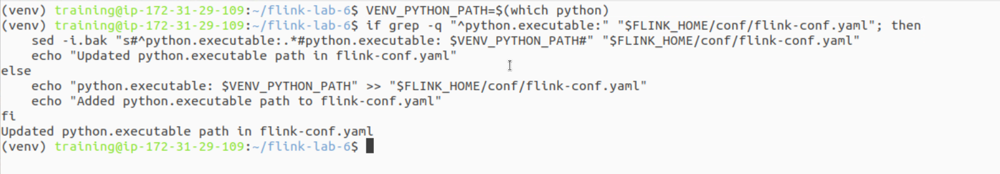 (venv) training@ip-172-31-29-109:~/flink-lab-6$ VENV_PYTHON_PATH=$(which python)
(venv) training@ip-172-31-29-109:~/flink-lab-6$ if grep -q "^python.executable:" "$FLINK_HOME/conf/flink-conf.yaml"; then
    sed -i.bak "s#^python.executable:.*#python.executable: $VENV_PYTHON_PATH#" "$FLINK_HOME/conf/flink-conf.yaml"
    echo "Updated python.executable path in flink-conf.yaml"
else
    echo "python.executable: $VENV_PYTHON_PATH" >> "$FLINK_HOME/conf/flink-conf.yaml"
    echo "Added python.executable path to flink-conf.yaml"
fi
Updated python.executable path in flink-conf.yaml
(venv) training@ip-172-31-29-109:~/flink-lab-6$